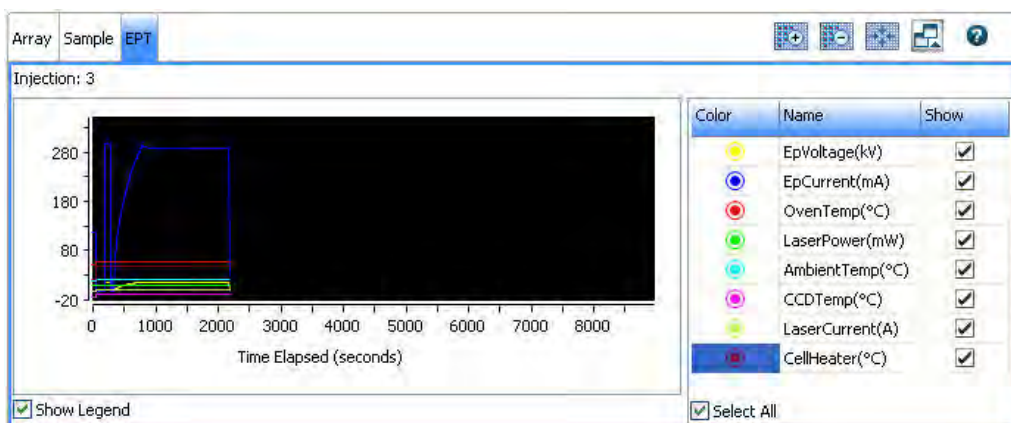 Array Sample EPT
Injection: 3
280
180
80
-20
0 1000 2000 3000 4000 5000 6000 7000 8000
Time Elapsed (seconds)
Show Legend
Color Name Show
EpVoltage(kV)
EpCurrent(mA)
OvenTemp(°C)
LaserPower(mW)
AmbientTemp(°C)
CCDTemp(°C)
LaserCurrent(A)
CellHeater(°C)
Select All